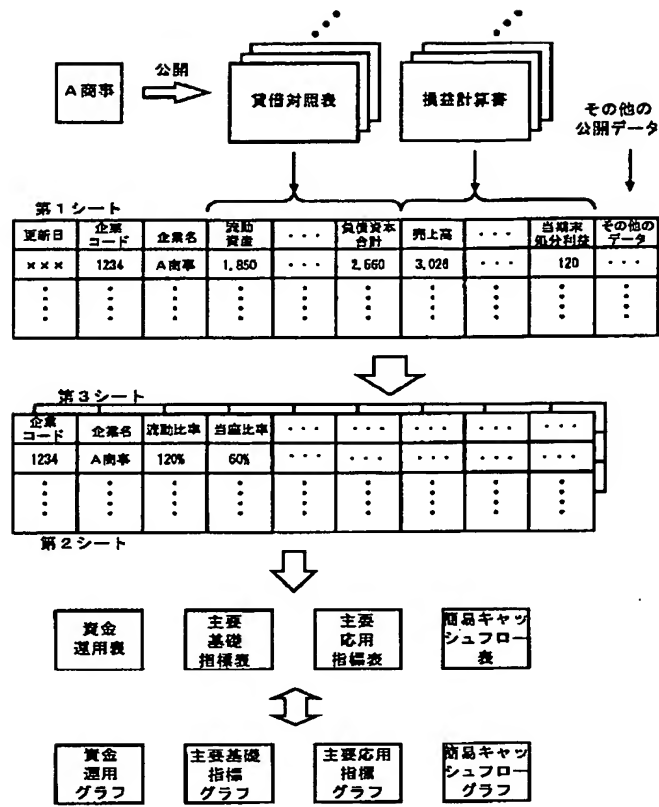 A商事
公開
貸借対照表
損益計算書
その他の
公開データ
第1シート
更新日
企業
コード
企業名
流動
資産
・・・
負債資本
合計
売上高
・・・
当期末
処分利益
その他の
データ
×××
1234
A商事
1,850
・・・
2,660
3,026
・・・
120
・・・
第3シート
企業
コード
企業名
流動比率
当座比率
・・・
・・・
・・・
・・・
・・・
1234
A商事
120%
60%
・・・
・・・
・・・
・・・
・・・
第2シート
資金
運用表
主要
基礎
指標表
主要
応用
指標表
簡易キャッ
シュフロー
表
資金
運用
グラフ
主要基礎
指標
グラフ
主要応用
指標
グラフ
簡易キャッ
シュフロー
グラフ